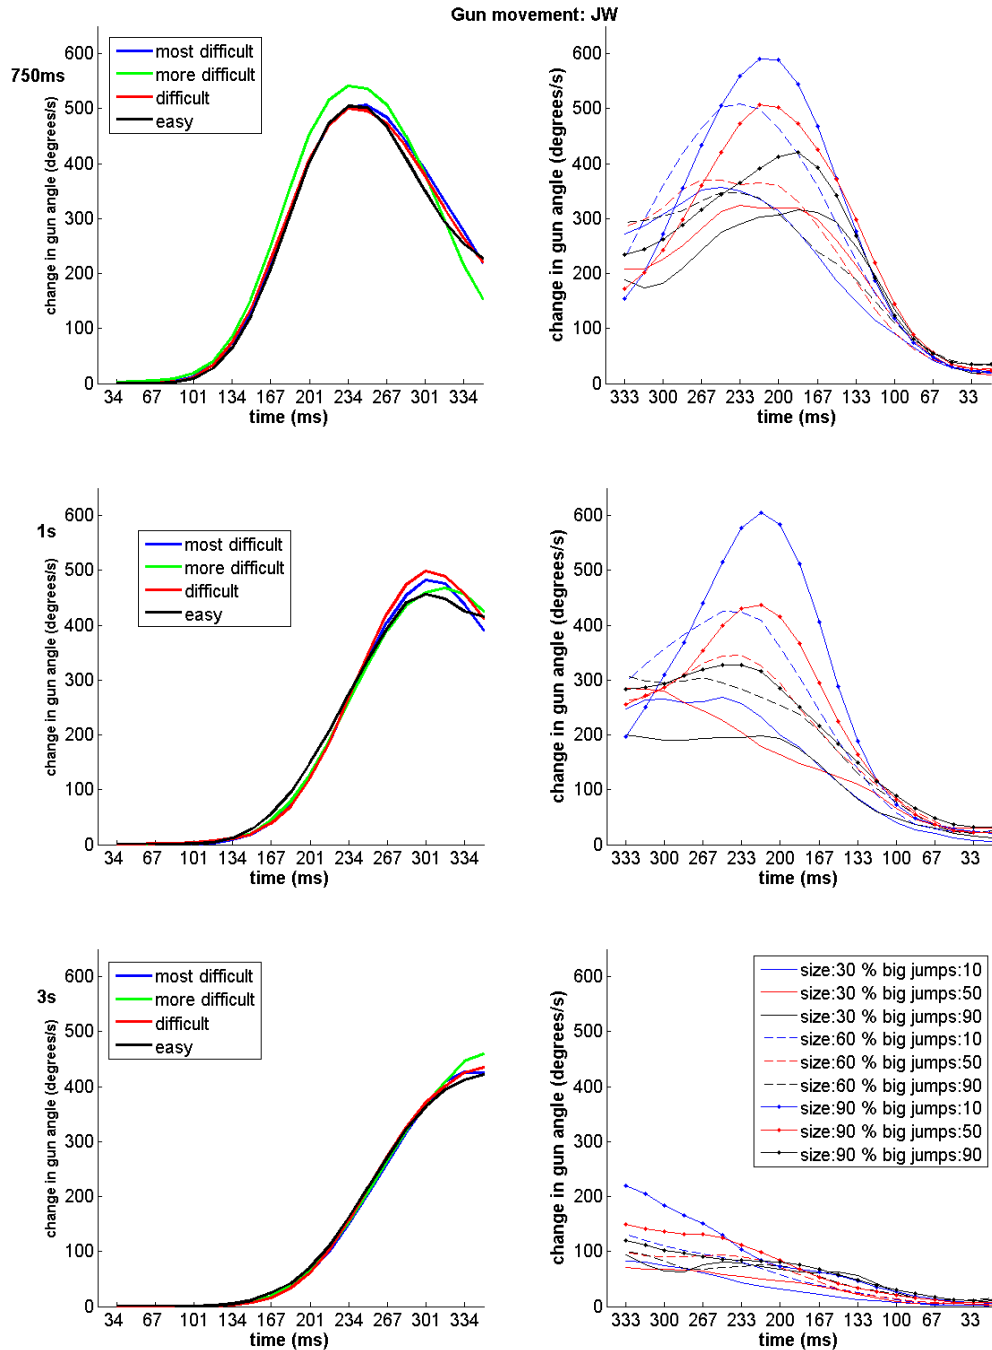 Gun movement: JW
750ms
change in gun angle (degrees/s)
600
500
400
300
200
100
0
most difficult
more difficult
difficult
easy
34 67 101 134 167 201 234 267 301 334
time (ms)
change in gun angle (degrees/s)
600
500
400
300
200
100
0
333 300 267 233 200 167 133 100 67 33
time (ms)
1s
change in gun angle (degrees/s)
600
500
400
300
200
100
0
most difficult
more difficult
difficult
easy
34 67 101 134 167 201 234 267 301 334
time (ms)
change in gun angle (degrees/s)
600
500
400
300
200
100
0
333 300 267 233 200 167 133 100 67 33
time (ms)
3s
change in gun angle (degrees/s)
600
500
400
300
200
100
0
most difficult
more difficult
difficult
easy
34 67 101 134 167 201 234 267 301 334
time (ms)
change in gun angle (degrees/s)
600
500
400
300
200
100
0
size:30 % big jumps:10
size:30 % big jumps:50
size:30 % big jumps:90
size:60 % big jumps:10
size:60 % big jumps:50
size:60 % big jumps:90
size:90 % big jumps:10
size:90 % big jumps:50
size:90 % big jumps:90
333 300 267 233 200 167 133 100 67 33
time (ms)